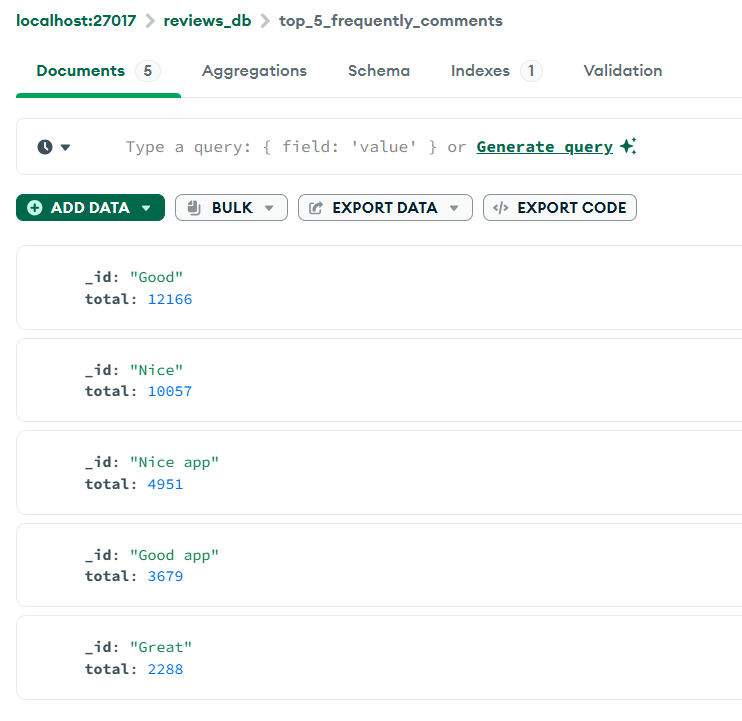 localhost:27017 > reviews_db > top_5_frequently_comments
Documents 5 Aggregations Schema Indexes 1 Validation
Type a query: { field: 'value' } or Generate query
ADD DATA BULK EXPORT DATA EXPORT CODE
_id: "Good"
total: 12166
_id: "Nice"
total: 10057
_id: "Nice app"
total: 4951
_id: "Good app"
total: 3679
_id: "Great"
total: 2288